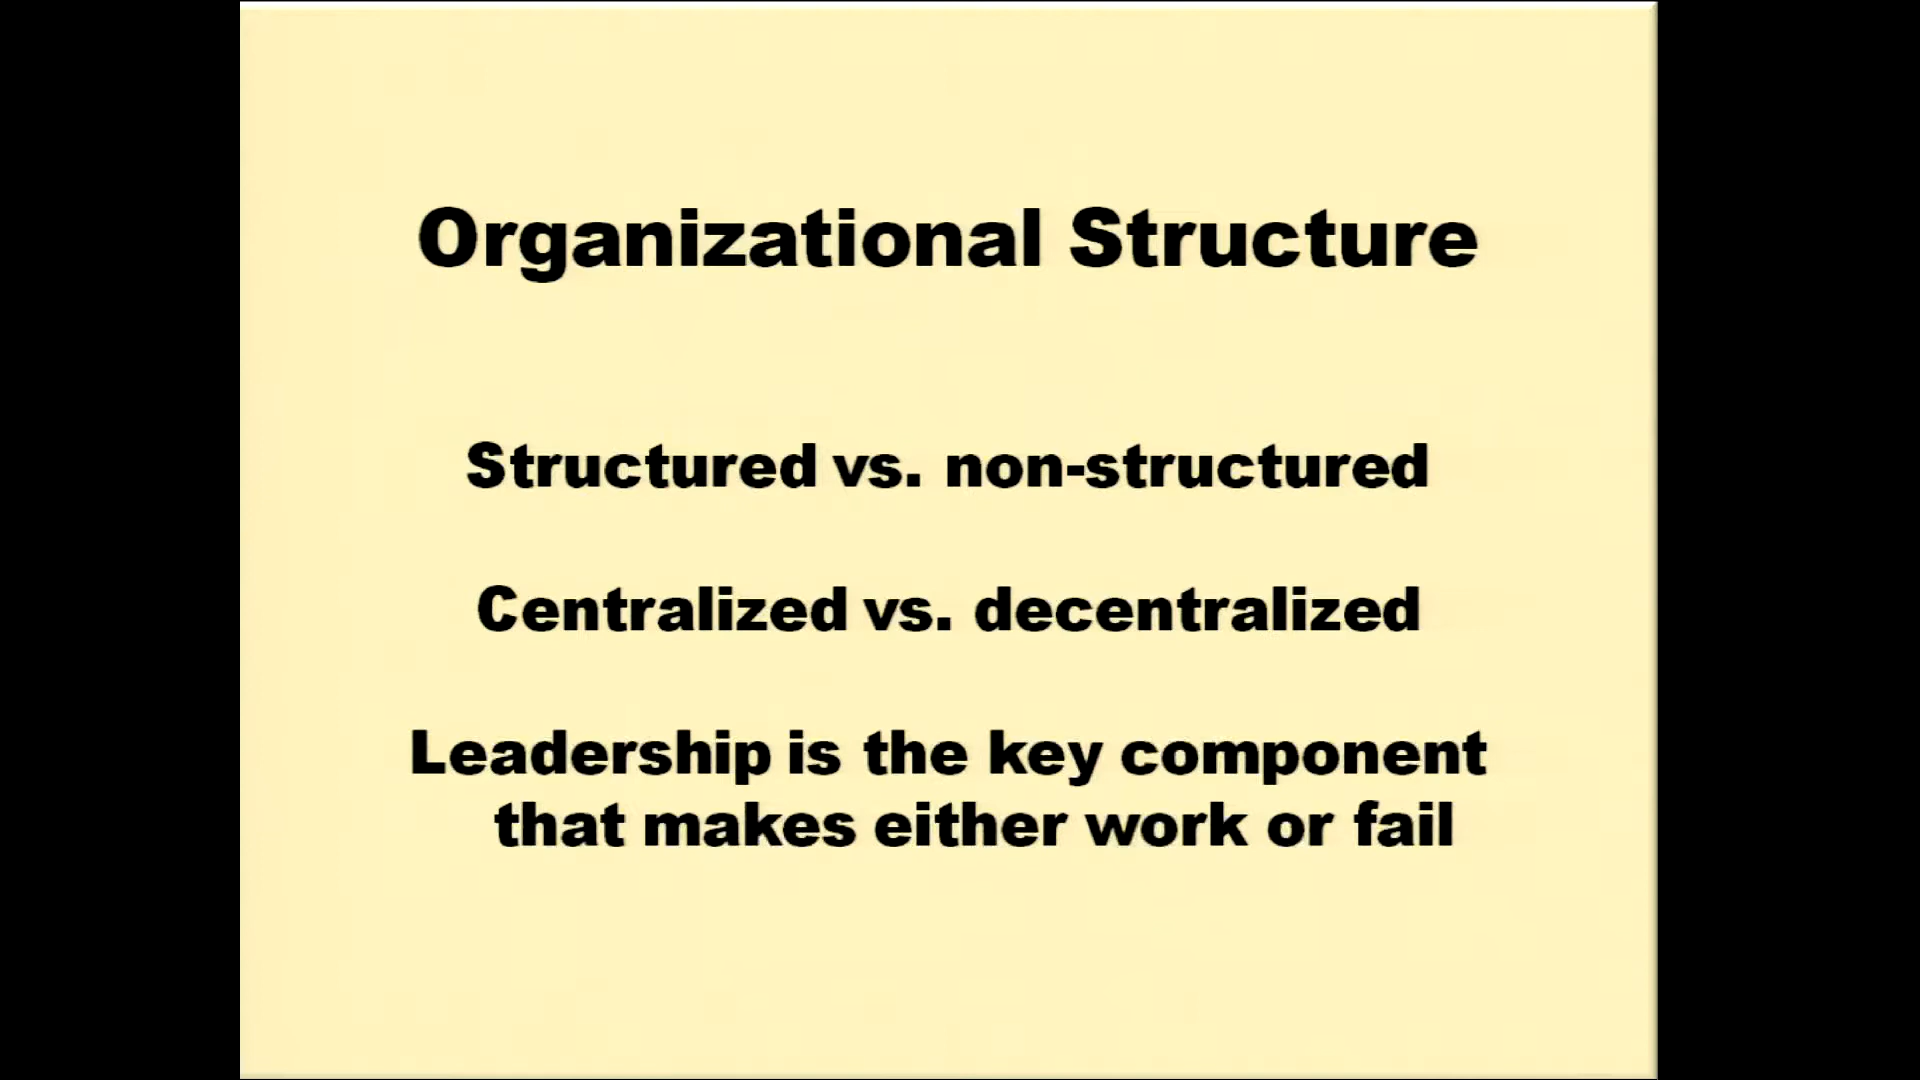 Organizational Structure
Structured vs. non-structured
Centralized vs. decentralized
Leadership is the key component
that makes either work or fail